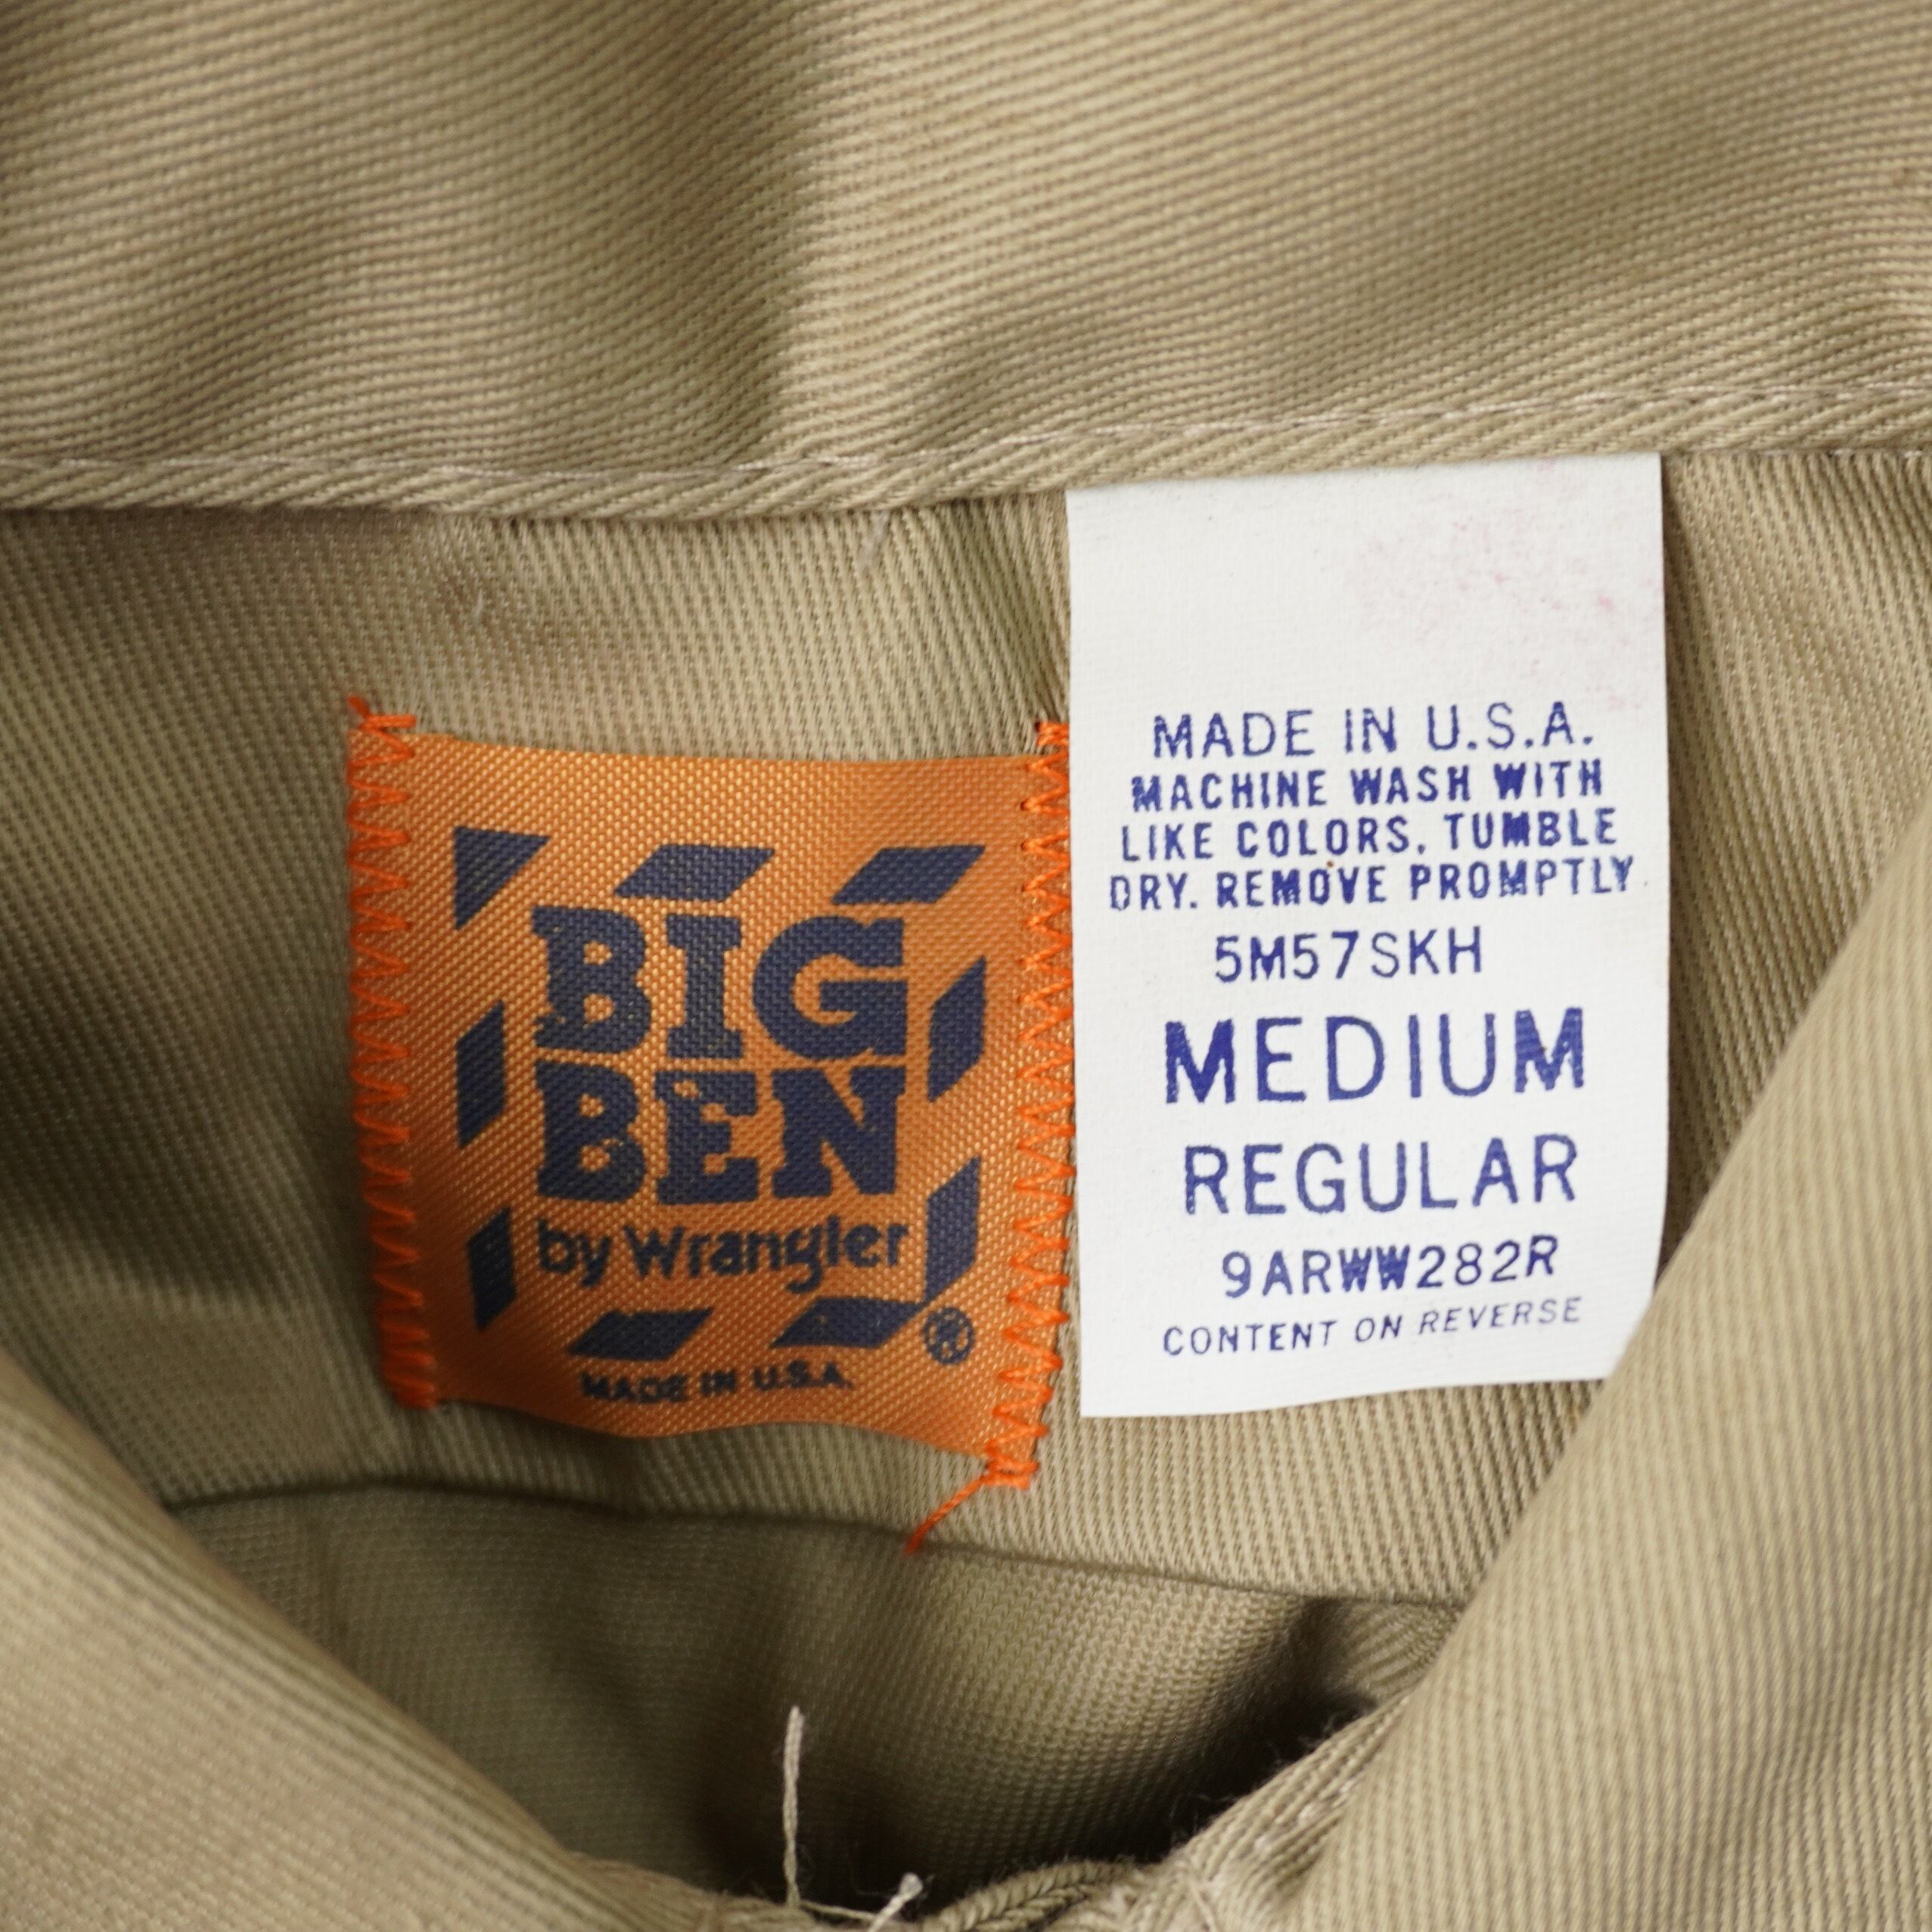 BIG
BEN
by Wrangler
®
MADE IN U.S.A.
MADE IN U.S.A.
MACHINE WASH WITH
LIKE COLORS. TUMBLE
DRY. REMOVE PROMPTLY
5M57SKH
MEDIUM
REGULAR
9ARWW282R
CONTENT ON REVERSE